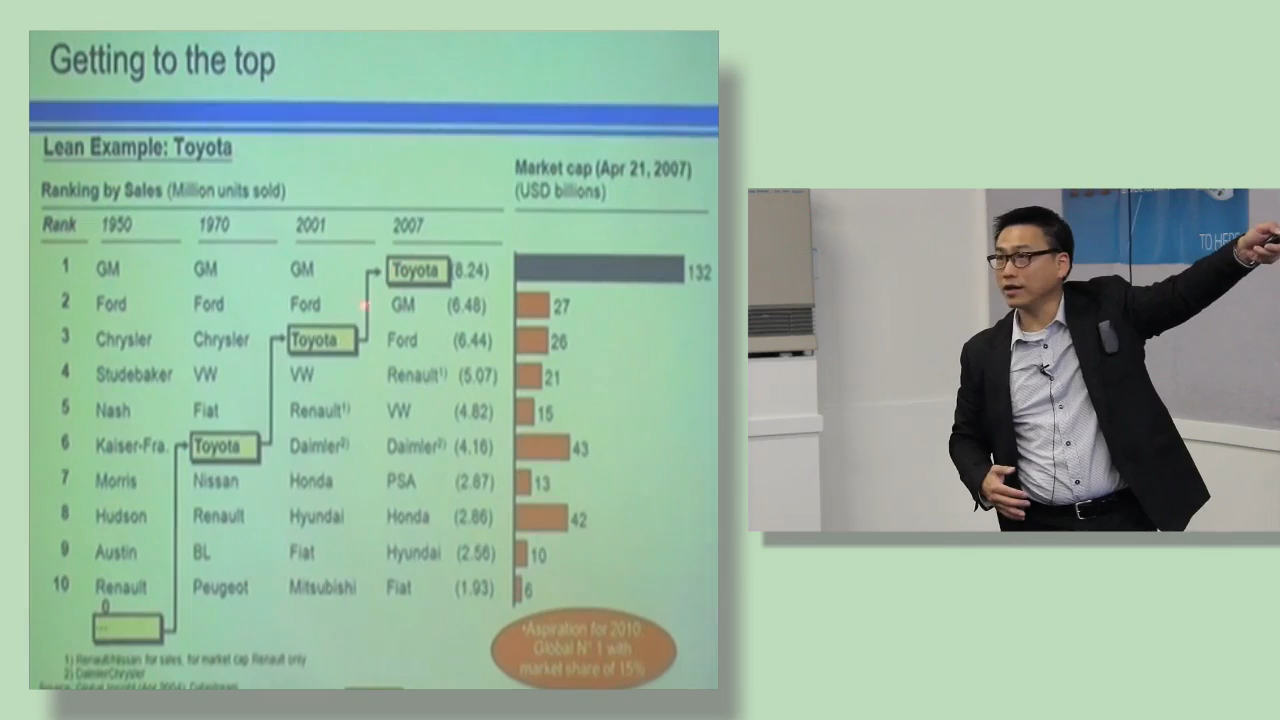 Getting to the top
Lean Example: Toyota
Market cap (Apr 21, 2007)
Ranking by Sales (Million units sold)
(USD billions)
Rank 1950 1970 2001 2007
1 GM GM GM Toyota (8.24) 132
2 Ford Ford Ford GM (6.48) 27
3 Chrysler Chrysler Toyota Ford (6.44) 26
4 Studebaker VW VW Renault1) (5.07) 21
5 Nash Fiat Renault1) VW (4.82) 15
6 Kaiser-Fra. Toyota Daimler2) Daimler2) (4.16) 43
7 Morris Nissan Honda PSA (2.87) 13
8 Hudson Renault Hyundai Honda (2.86) 42
9 Austin BL Fiat Hyundai (2.56) 10
10 Renault Peugeot Mitsubishi Fiat (1.93) 6
0
...
•Aspiration for 2010:
Global N° 1 with
market share of 15%
1) Renault/Nissan for sales, for market cap Renault only
2) DaimlerChrysler
TO HERE